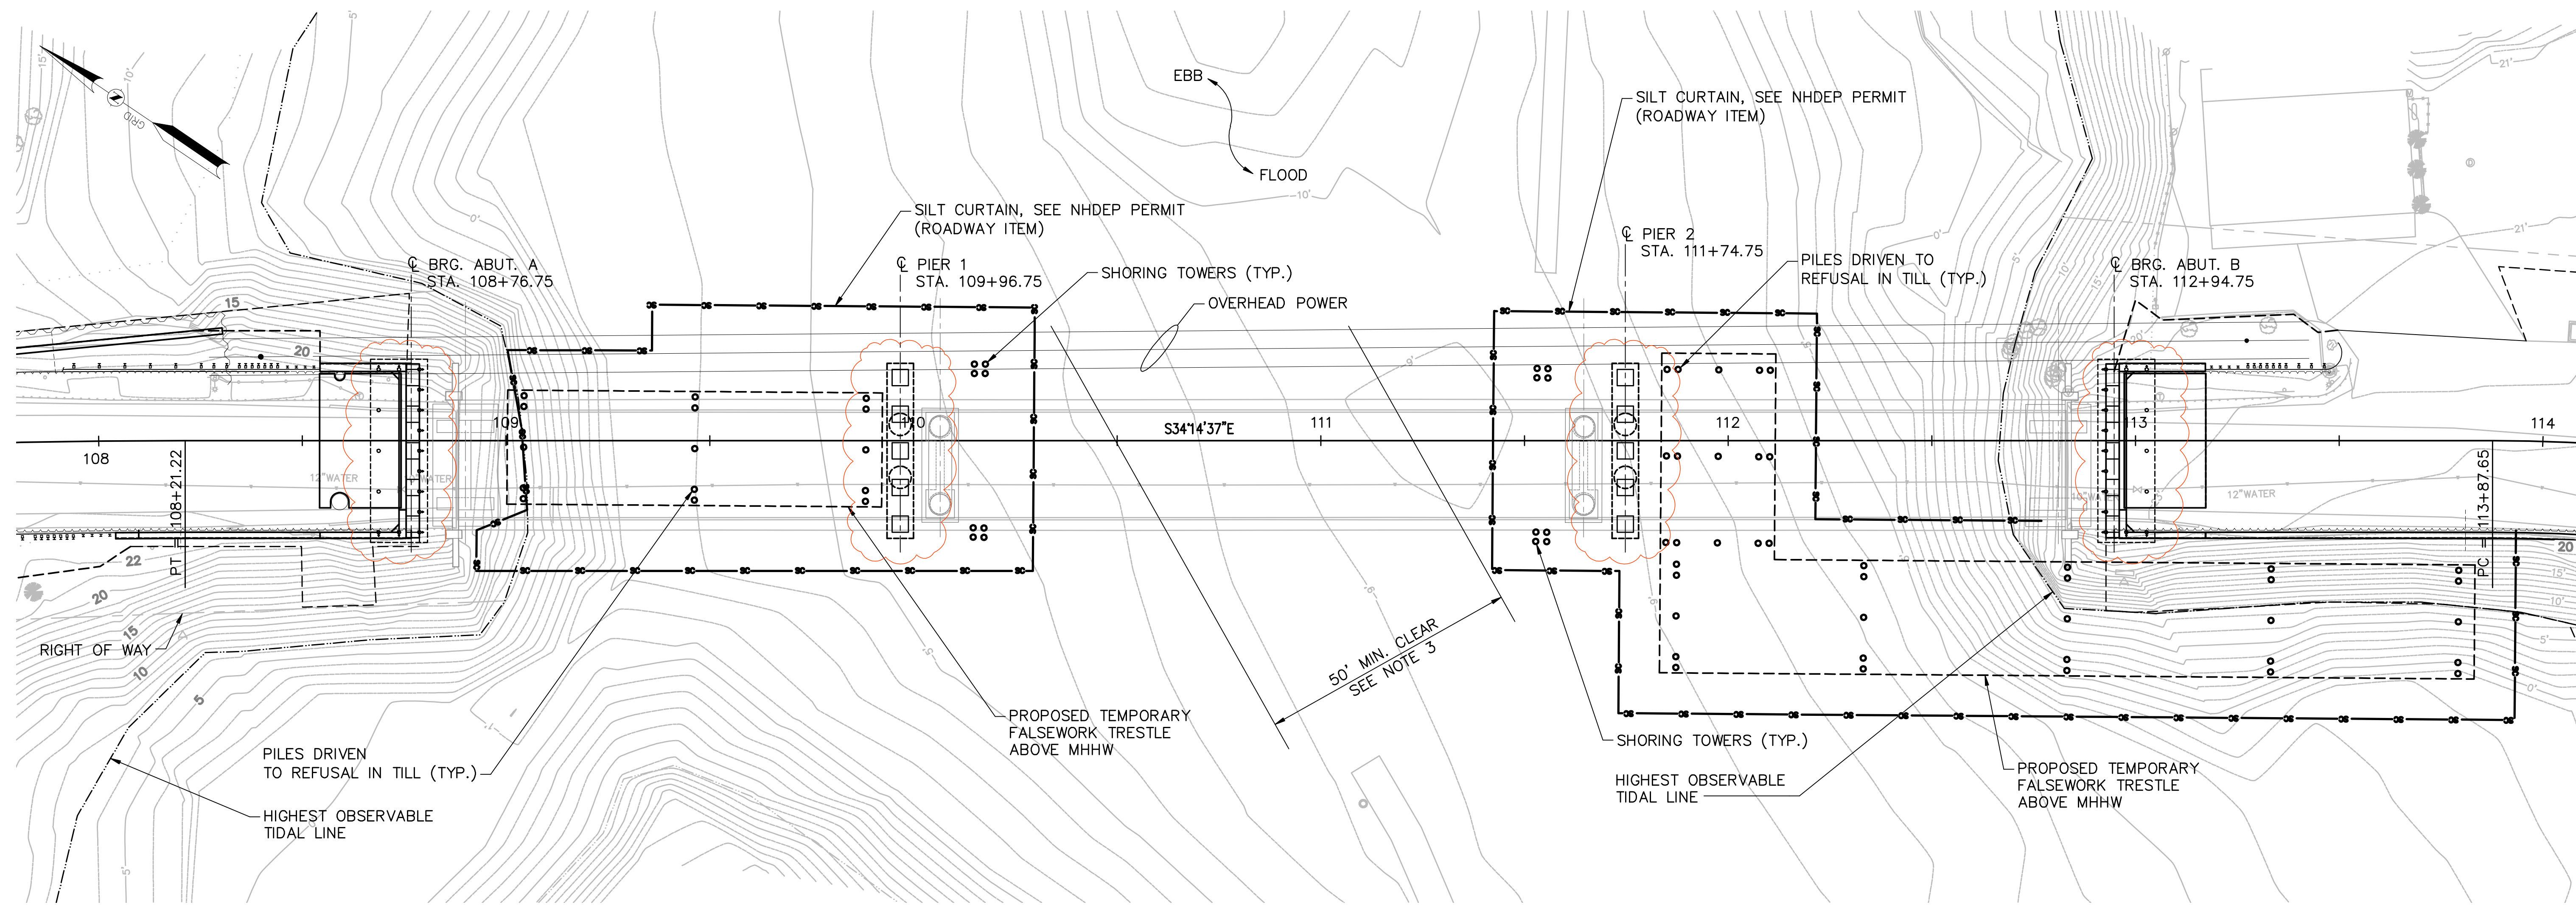 EBB
FLOOD
GRID
N
SILT CURTAIN, SEE NHDEP PERMIT
(ROADWAY ITEM)
SILT CURTAIN, SEE NHDEP PERMIT
(ROADWAY ITEM)
℄ BRG. ABUT. A
STA. 108+76.75
℄ PIER 1
STA. 109+96.75
SHORING TOWERS (TYP.)
OVERHEAD POWER
℄ PIER 2
STA. 111+74.75
PILES DRIVEN TO
REFUSAL IN TILL (TYP.)
℄ BRG. ABUT. B
STA. 112+94.75
108
109
110
S34°14'37"E
111
112
113
114
PT = 108+21.22
PC = 113+87.65
12"WATER
WATER
12"WATER
15
20
22
20
15
10
5
20
RIGHT OF WAY
50' MIN. CLEAR
SEE NOTE 3
PROPOSED TEMPORARY
FALSEWORK TRESTLE
ABOVE MHHW
PILES DRIVEN
TO REFUSAL IN TILL (TYP.)
HIGHEST OBSERVABLE
TIDAL LINE
SHORING TOWERS (TYP.)
HIGHEST OBSERVABLE
TIDAL LINE
PROPOSED TEMPORARY
FALSEWORK TRESTLE
ABOVE MHHW